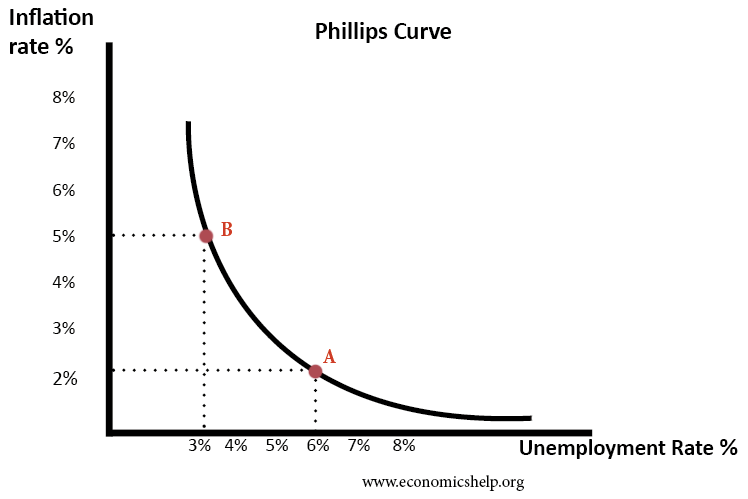 Inflation
rate %
Phillips Curve
8%
7%
6%
5%
B
4%
3%
A
2%
3% 4% 5% 6% 7% 8%
Unemployment Rate %
www.economicshelp.org